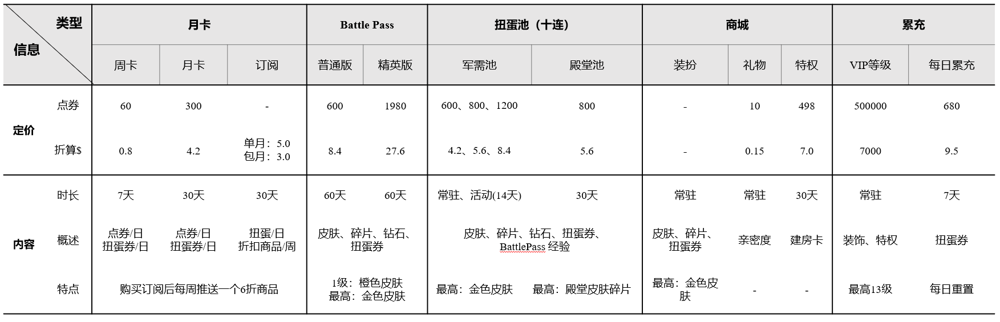 类型
信息
月卡
Battle Pass
扭蛋池（十连）
商城
累充
周卡
月卡
订阅
普通版
精英版
军需池
殿堂池
装扮
礼物
特权
VIP等级
每日累充
定价
点券
60
300
-
600
1980
600、800、1200
800
-
10
498
500000
680
折算$
0.8
4.2
单月：5.0
包月：3.0
8.4
27.6
4.2、5.6、8.4
5.6
-
0.15
7.0
7000
9.5
内容
时长
7天
30天
30天
60天
60天
常驻、活动(14天)
30天
常驻
常驻
30天
常驻
7天
概述
点券/日
扭蛋券/日
点券/日
扭蛋券/日
扭蛋/日
折扣商品/周
皮肤、碎片、钻石、
扭蛋券
皮肤、碎片、钻石、扭蛋券、
BattlePass 经验
皮肤、碎片、
扭蛋券
亲密度
建房卡
装饰、特权
扭蛋券
特点
购买订阅后每周推送一个6折商品
1级：橙色皮肤
最高：金色皮肤
最高：金色皮肤
最高：殿堂皮肤碎片
最高：金色皮
肤
-
-
最高13级
每日重置